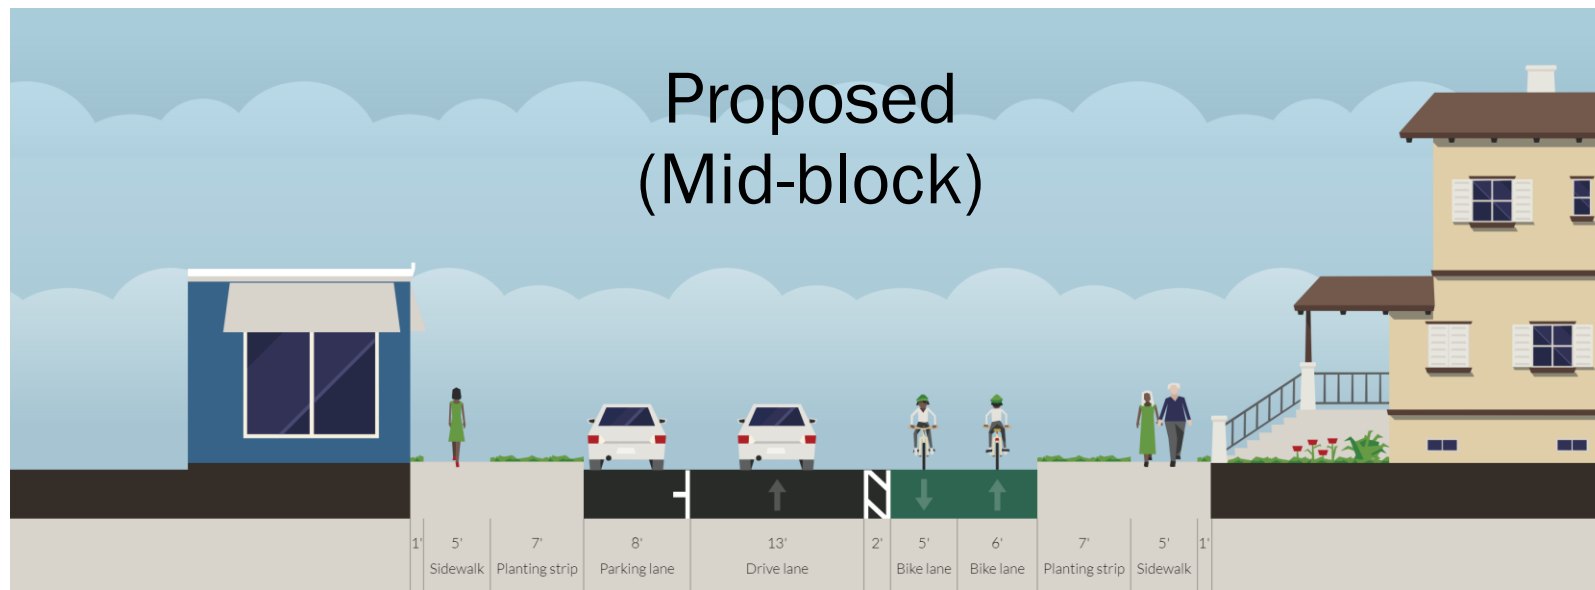 Proposed
(Mid-block)
1' 5' 7' 8' 13' 2' 5' 6' 7' 5' 1'
Sidewalk Planting strip Parking lane Drive lane Bike lane Bike lane Planting strip Sidewalk